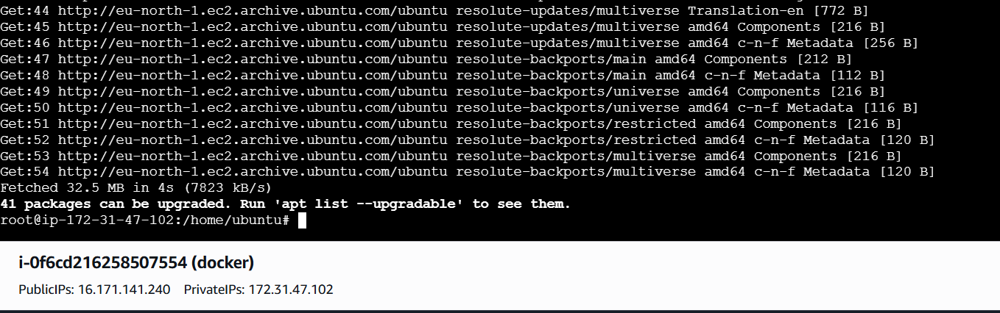 Get:44 http://eu-north-1.ec2.archive.ubuntu.com/ubuntu resolute-updates/multiverse Translation-en [772 B]
Get:45 http://eu-north-1.ec2.archive.ubuntu.com/ubuntu resolute-updates/multiverse amd64 Components [216 B]
Get:46 http://eu-north-1.ec2.archive.ubuntu.com/ubuntu resolute-updates/multiverse amd64 c-n-f Metadata [256 B]
Get:47 http://eu-north-1.ec2.archive.ubuntu.com/ubuntu resolute-backports/main amd64 Components [212 B]
Get:48 http://eu-north-1.ec2.archive.ubuntu.com/ubuntu resolute-backports/main amd64 c-n-f Metadata [112 B]
Get:49 http://eu-north-1.ec2.archive.ubuntu.com/ubuntu resolute-backports/universe amd64 Components [216 B]
Get:50 http://eu-north-1.ec2.archive.ubuntu.com/ubuntu resolute-backports/universe amd64 c-n-f Metadata [116 B]
Get:51 http://eu-north-1.ec2.archive.ubuntu.com/ubuntu resolute-backports/restricted amd64 Components [216 B]
Get:52 http://eu-north-1.ec2.archive.ubuntu.com/ubuntu resolute-backports/restricted amd64 c-n-f Metadata [120 B]
Get:53 http://eu-north-1.ec2.archive.ubuntu.com/ubuntu resolute-backports/multiverse amd64 Components [216 B]
Get:54 http://eu-north-1.ec2.archive.ubuntu.com/ubuntu resolute-backports/multiverse amd64 c-n-f Metadata [120 B]
Fetched 32.5 MB in 4s (7823 kB/s)
41 packages can be upgraded. Run 'apt list --upgradable' to see them.
root@ip-172-31-47-102:/home/ubuntu#
i-0f6cd216258507554 (docker)
PublicIPs: 16.171.141.240 PrivateIPs: 172.31.47.102